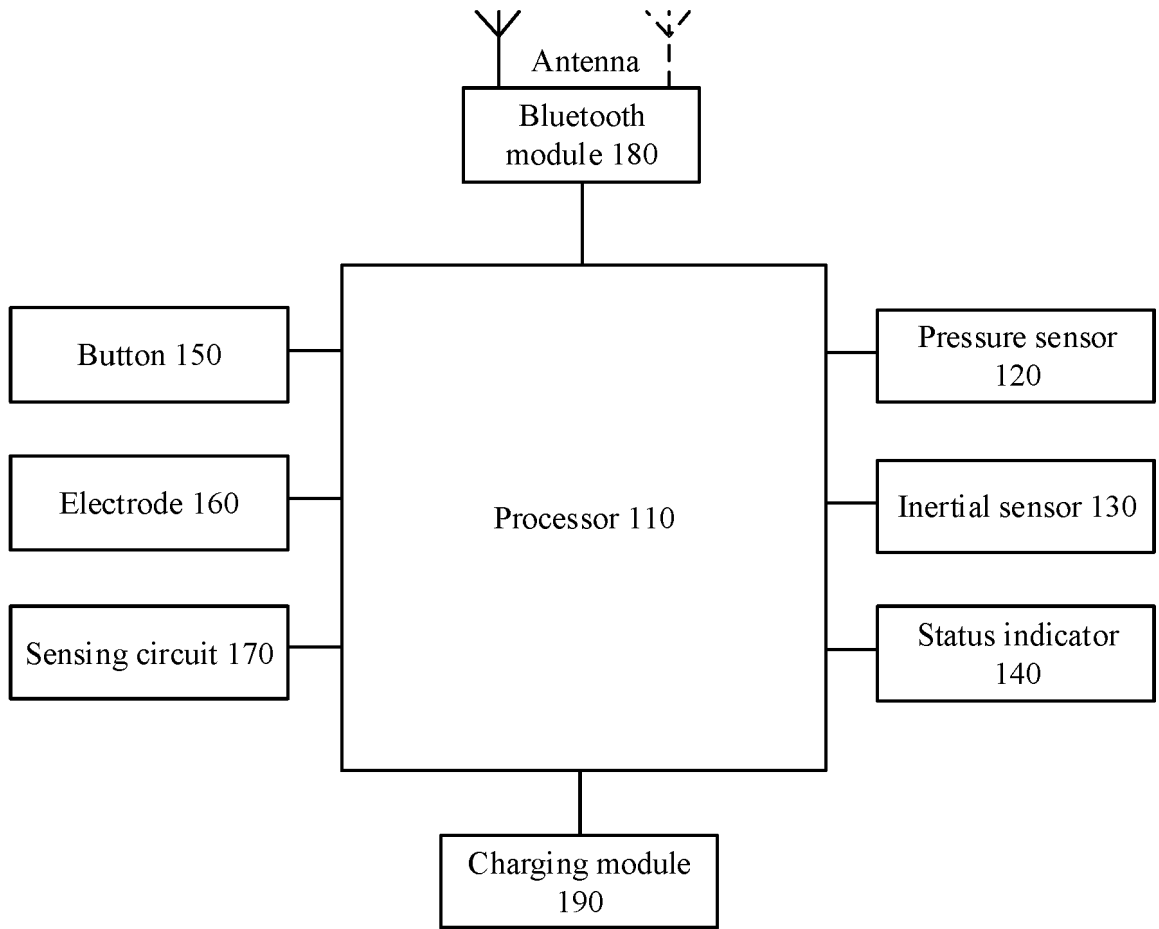 Antenna
Bluetooth
module 180
Button 150
Electrode 160
Sensing circuit 170
Processor 110
Pressure sensor
120
Inertial sensor 130
Status indicator
140
Charging module
190